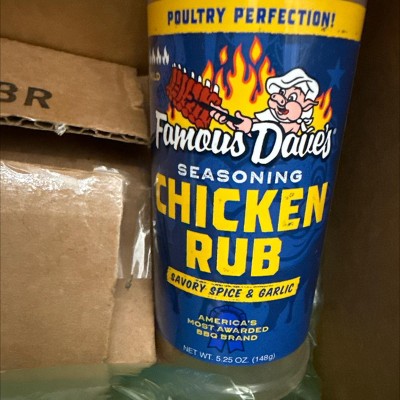 POULTRY PERFECTION!
BR
Famous Dave's
SEASONING
CHICKEN
RUB
SAVORY SPICE & GARLIC
AMERICA'S
MOST AWARDED
BBQ BRAND
NET WT. 5.25 OZ. (149g)